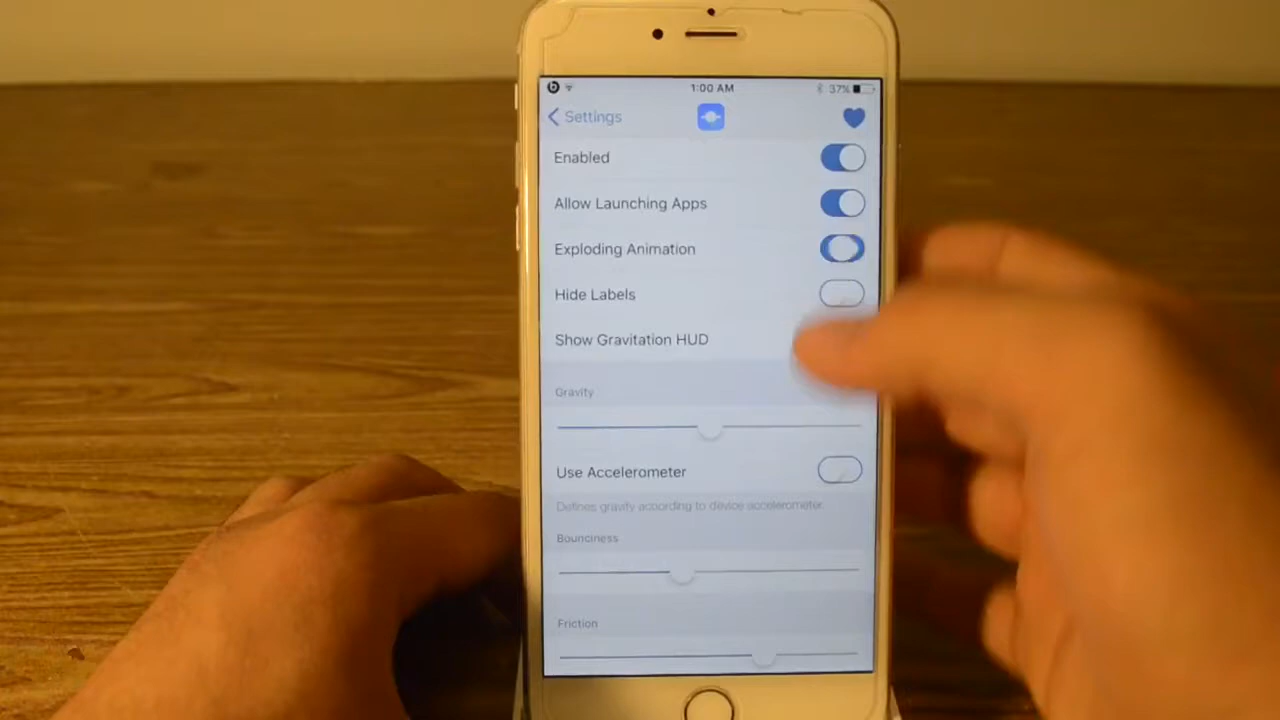 1:00 AM 37%
Settings
Enabled
Allow Launching Apps
Exploding Animation
Hide Labels
Show Gravitation HUD
Gravity
Use Accelerometer
Defines gravity according to device accelerometer.
Bounciness
Friction